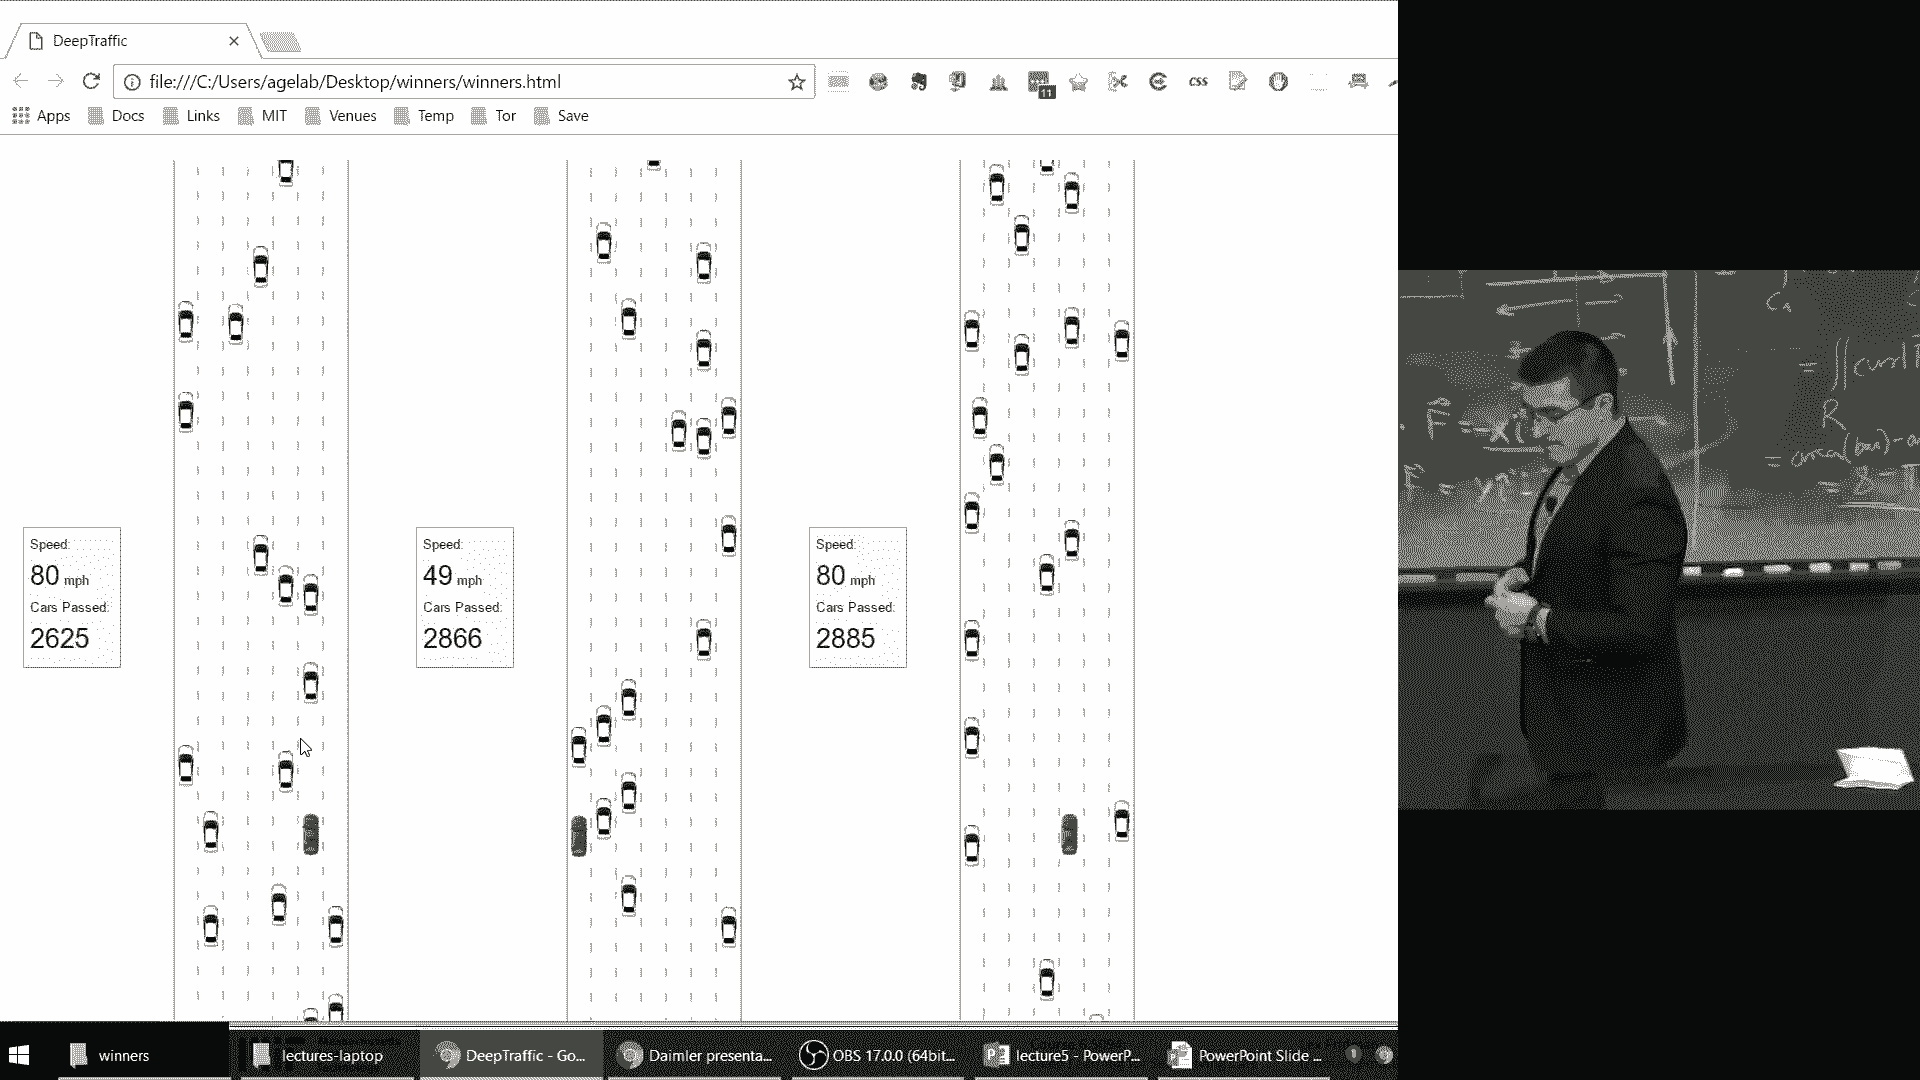 DeepTraffic
file:///C:/Users/agelab/Desktop/winners/winners.html
11
CSS
Apps Docs Links MIT Venues Temp Tor Save
Speed:
80 mph
Cars Passed:
2625
Speed:
49 mph
Cars Passed:
2866
Speed:
80 mph
Cars Passed:
2885
winners
lectures-laptop
DeepTraffic - Go...
Daimler presenta...
OBS 17.0.0 (64bit...
lecture5 - PowerP...
PowerPoint Slide ...